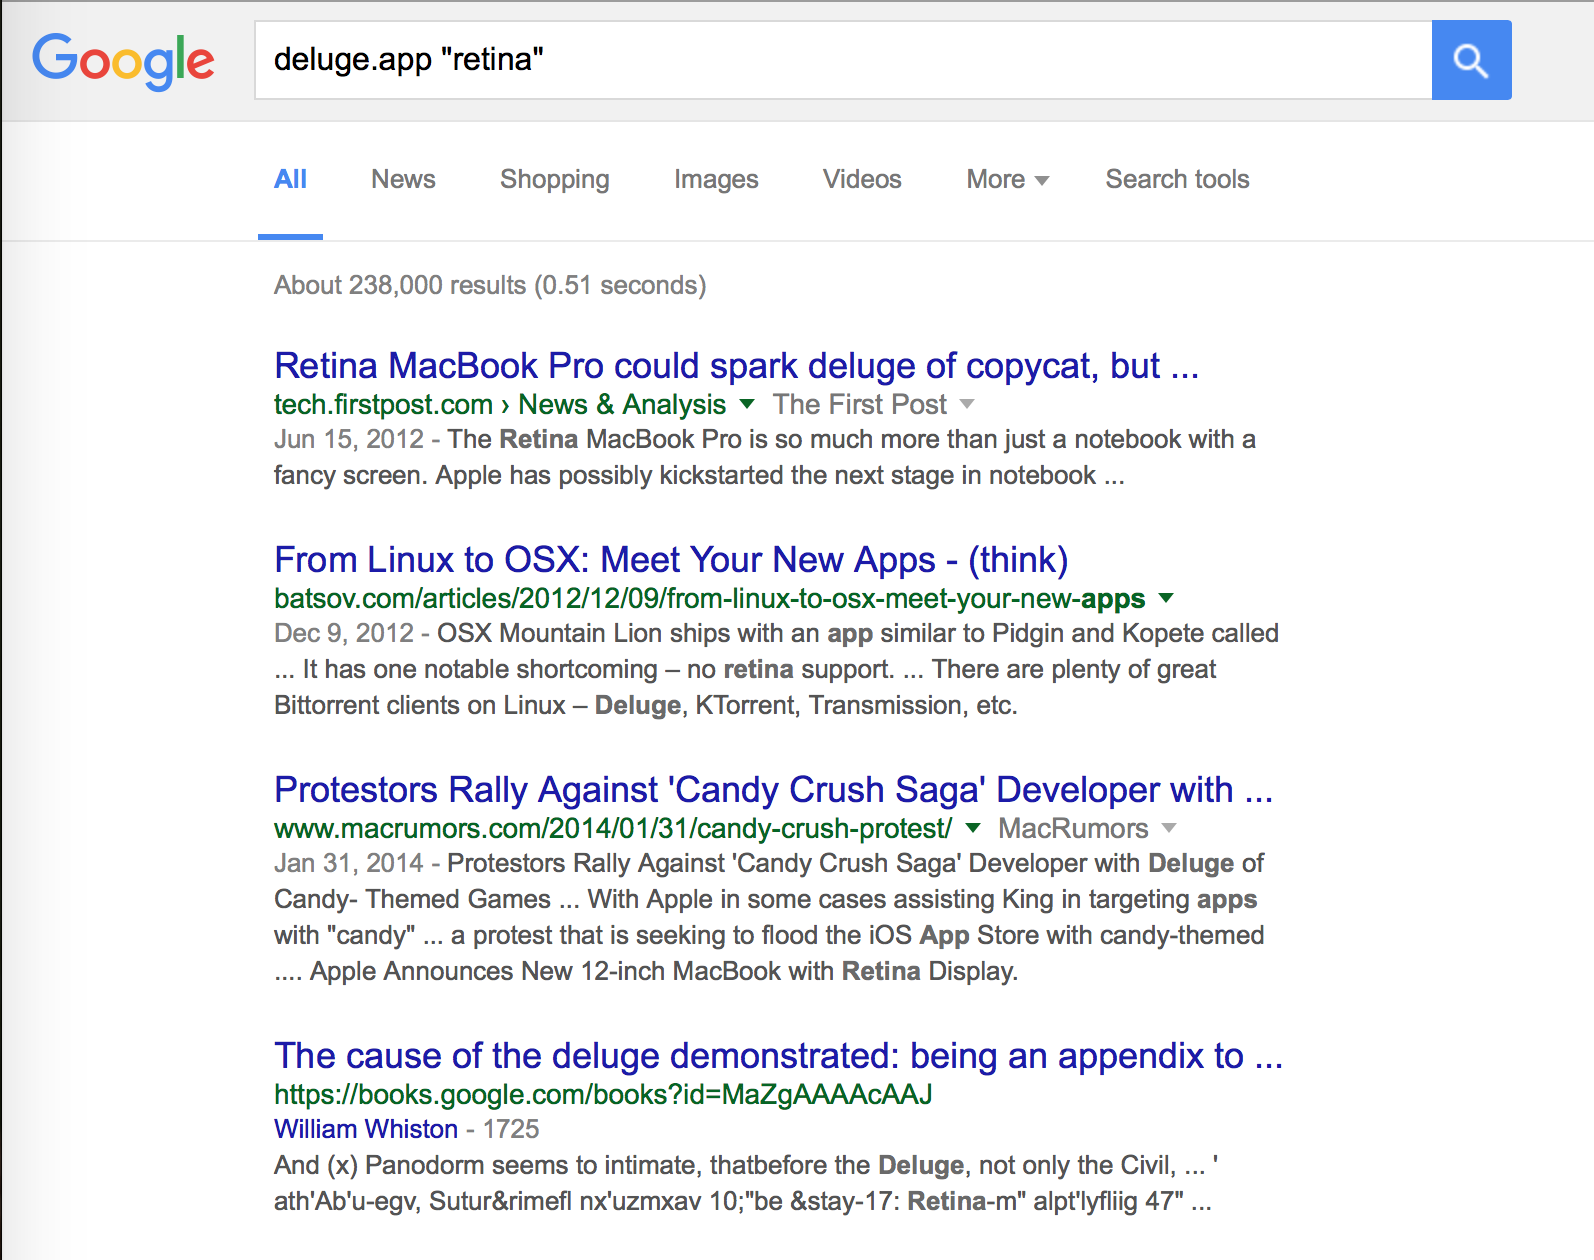 Google
deluge.app "retina"
All News Shopping Images Videos More Search tools
About 238,000 results (0.51 seconds)
Retina MacBook Pro could spark deluge of copycat, but ...
tech.firstpost.com › News & Analysis The First Post
Jun 15, 2012 - The Retina MacBook Pro is so much more than just a notebook with a
fancy screen. Apple has possibly kickstarted the next stage in notebook ...
From Linux to OSX: Meet Your New Apps - (think)
batsov.com/articles/2012/12/09/from-linux-to-osx-meet-your-new-apps
Dec 9, 2012 - OSX Mountain Lion ships with an app similar to Pidgin and Kopete called
... It has one notable shortcoming – no retina support. ... There are plenty of great
Bittorrent clients on Linux – Deluge, KTorrent, Transmission, etc.
Protestors Rally Against 'Candy Crush Saga' Developer with ...
www.macrumors.com/2014/01/31/candy-crush-protest/ MacRumors
Jan 31, 2014 - Protestors Rally Against 'Candy Crush Saga' Developer with Deluge of
Candy- Themed Games ... With Apple in some cases assisting King in targeting apps
with "candy" ... a protest that is seeking to flood the iOS App Store with candy-themed
.... Apple Announces New 12-inch MacBook with Retina Display.
The cause of the deluge demonstrated: being an appendix to ...
https://books.google.com/books?id=MaZgAAAAcAAJ
William Whiston - 1725
And (x) Panodorm seems to intimate, thatbefore the Deluge, not only the Civil, ... '
ath'Ab'u-egv, Sutur&rimefl nx'uzmxav 10;"be &stay-17: Retina-m" alpt'lyfliig 47" ...